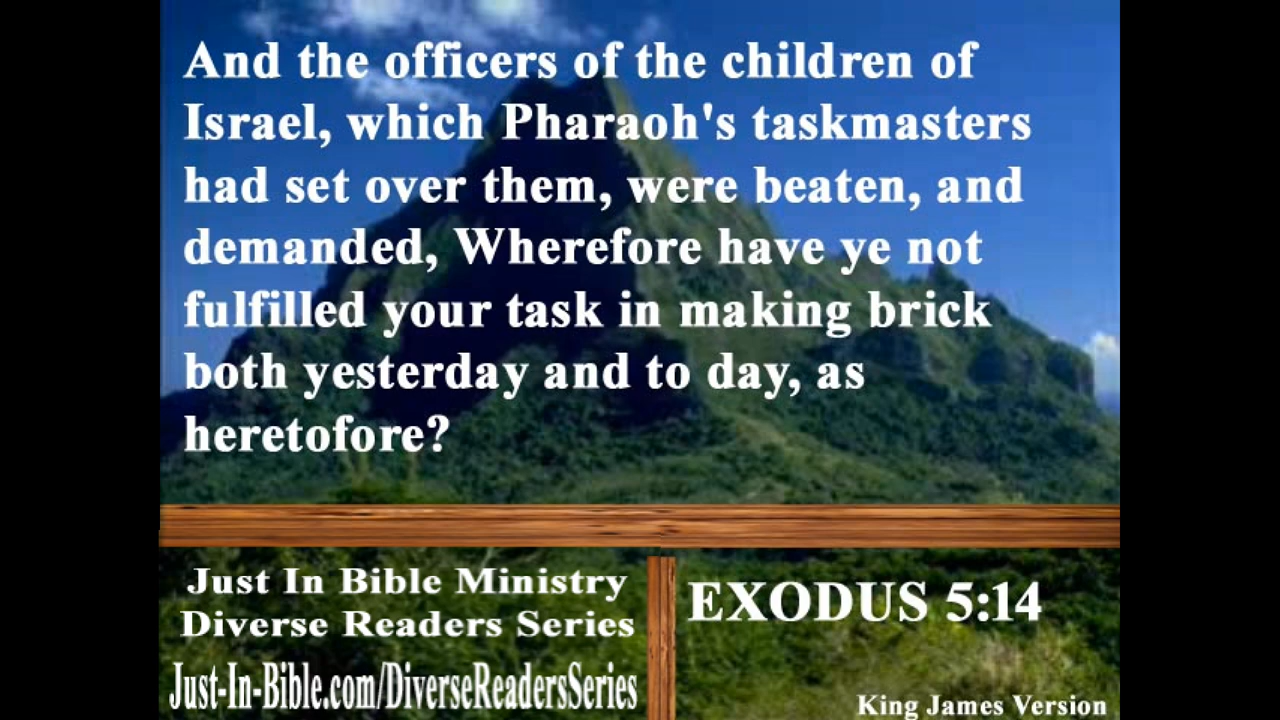 And the officers of the children of
Israel, which Pharaoh's taskmasters
had set over them, were beaten, and
demanded, Wherefore have ye not
fulfilled your task in making brick
both yesterday and to day, as
heretofore?
Just In Bible Ministry
Diverse Readers Series
Just-In-Bible.com/DiverseReadersSeries
EXODUS 5:14
King James Version